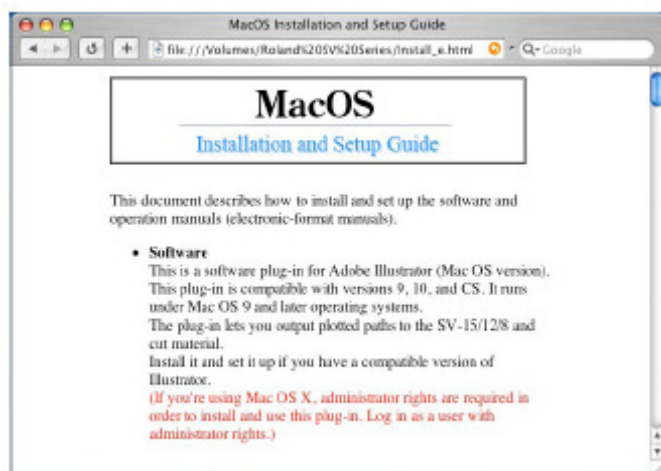 MacOS Installation and Setup Guide
file:///Volumes/Roland%20SV%20Series/Install_e.html
Google
MacOS
Installation and Setup Guide
This document describes how to install and set up the software and
operation manuals (electronic-format manuals).
• Software
This is a software plug-in for Adobe Illustrator (Mac OS version).
This plug-in is compatible with versions 9, 10, and CS. It runs
under Mac OS 9 and later operating systems.
The plug-in lets you output plotted paths to the SV-15/12/8 and
cut material.
Install it and set it up if you have a compatible version of
Illustrator.
(If you're using Mac OS X, administrator rights are required in
order to install and use this plug-in. Log in as a user with
administrator rights.)